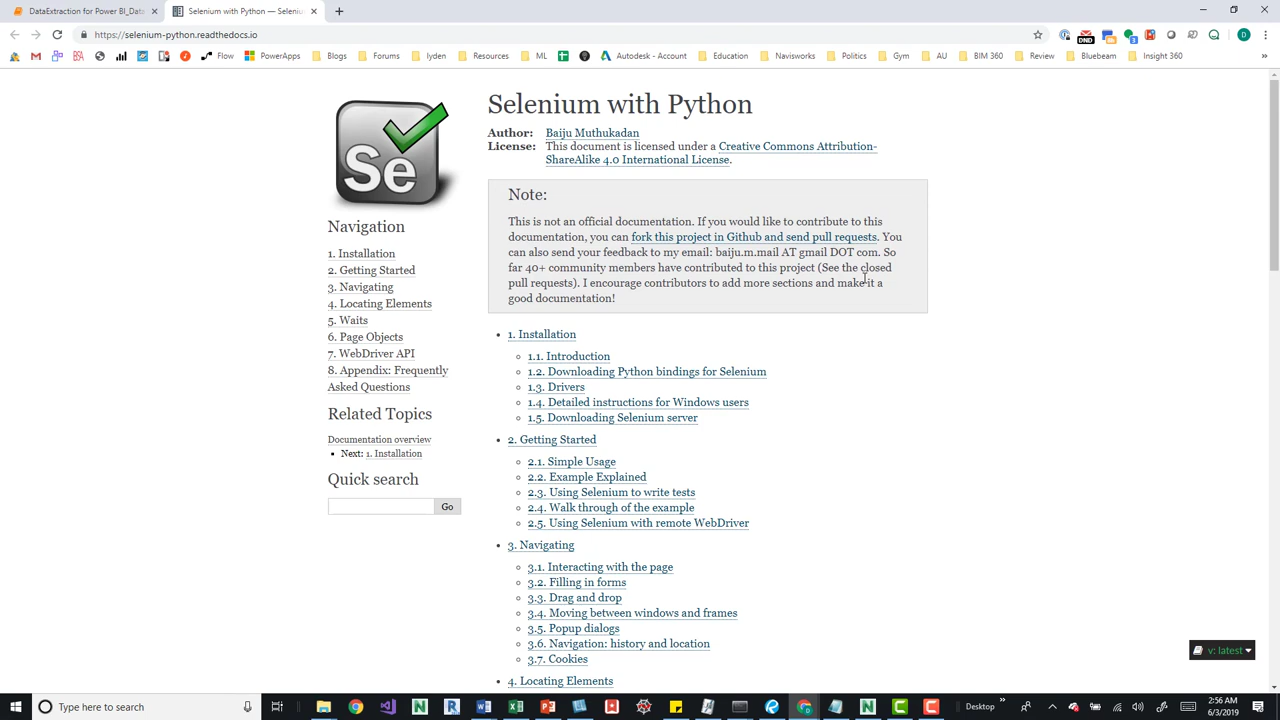 DataExtraction for Power BI_Data
Selenium with Python — Seleniu
https://selenium-python.readthedocs.io
DND
D
Flow
PowerApps
Blogs
Forums
Iyden
Resources
ML
Autodesk - Account
Education
Navisworks
Politics
Gym
AU
BIM 360
Review
Bluebeam
Insight 360
Se
Selenium with Python
Author: Baiju Muthukadan
License: This document is licensed under a Creative Commons Attribution-
ShareAlike 4.0 International License.
Note:
This is not an official documentation. If you would like to contribute to this
documentation, you can fork this project in Github and send pull requests. You
can also send your feedback to my email: baiju.m.mail AT gmail DOT com. So
far 40+ community members have contributed to this project (See the closed
pull requests). I encourage contributors to add more sections and make it a
good documentation!
Navigation
1. Installation
2. Getting Started
3. Navigating
4. Locating Elements
5. Waits
6. Page Objects
7. WebDriver API
8. Appendix: Frequently
Asked Questions
Related Topics
Documentation overview
Next: 1. Installation
Quick search
Go
1. Installation
1.1. Introduction
1.2. Downloading Python bindings for Selenium
1.3. Drivers
1.4. Detailed instructions for Windows users
1.5. Downloading Selenium server
2. Getting Started
2.1. Simple Usage
2.2. Example Explained
2.3. Using Selenium to write tests
2.4. Walk through of the example
2.5. Using Selenium with remote WebDriver
3. Navigating
3.1. Interacting with the page
3.2. Filling in forms
3.3. Drag and drop
3.4. Moving between windows and frames
3.5. Popup dialogs
3.6. Navigation: history and location
3.7. Cookies
4. Locating Elements
v: latest
Type here to search
Desktop
2:56 AM
6/3/2019